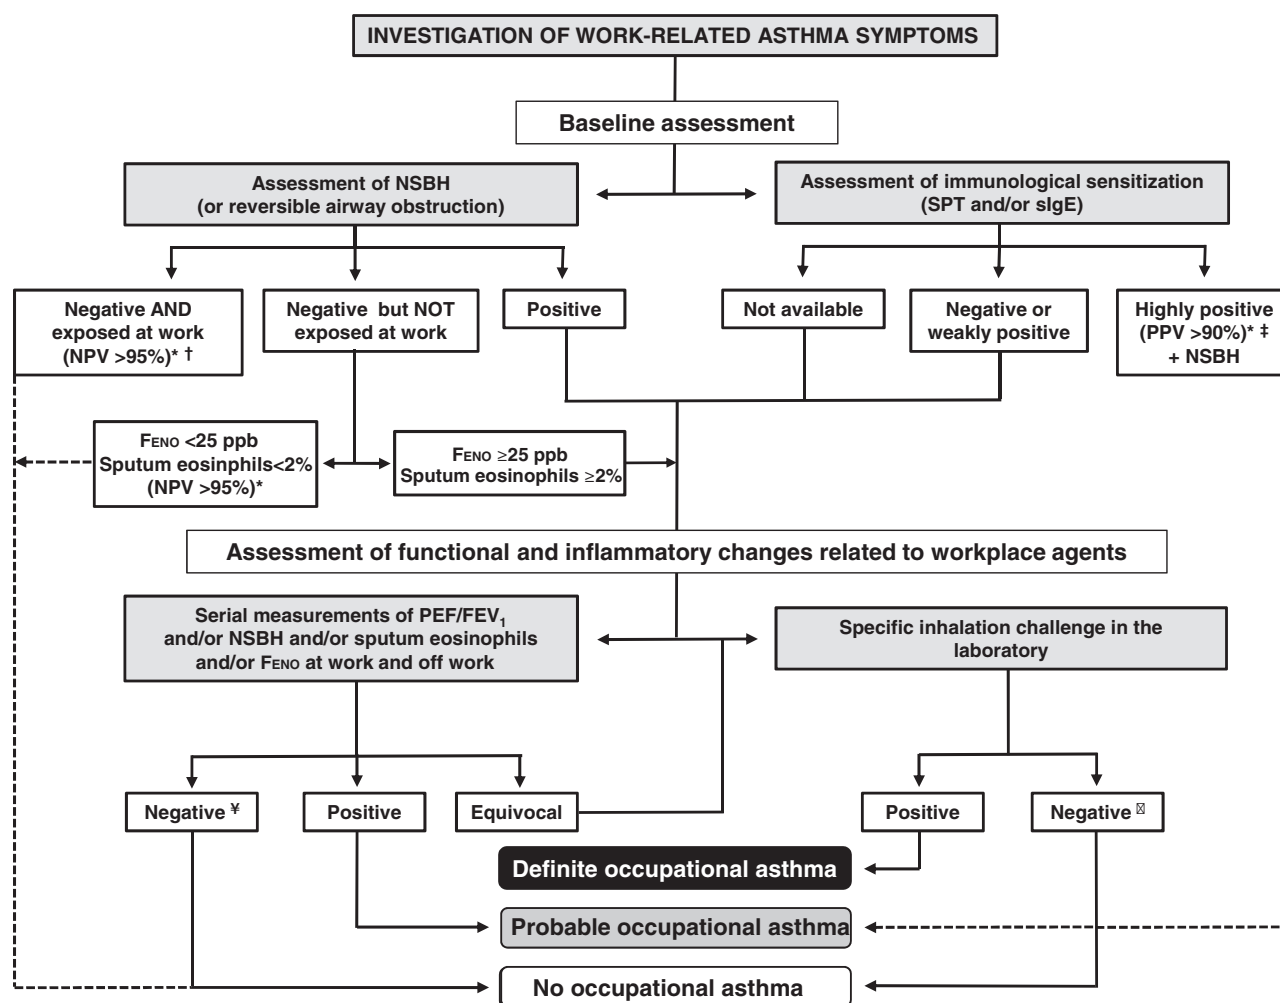 INVESTIGATION OF WORK-RELATED ASTHMA SYMPTOMS
Baseline assessment
Assessment of NSBH
(or reversible airway obstruction)
Assessment of immunological sensitization
(SPT and/or sIgE)
Negative AND
exposed at work
(NPV >95%)* †
Negative but NOT
exposed at work
Positive
Not available
Negative or
weakly positive
Highly positive
(PPV >90%)* ‡
+ NSBH
FENO <25 ppb
Sputum eosinphils<2%
(NPV >95%)*
FENO ≥25 ppb
Sputum eosinophils ≥2%
Assessment of functional and inflammatory changes related to workplace agents
Serial measurements of PEF/FEV1
and/or NSBH and/or sputum eosinophils
and/or FENO at work and off work
Specific inhalation challenge in the
laboratory
Negative ¥
Positive
Equivocal
Positive
Negative
Definite occupational asthma
Probable occupational asthma
No occupational asthma